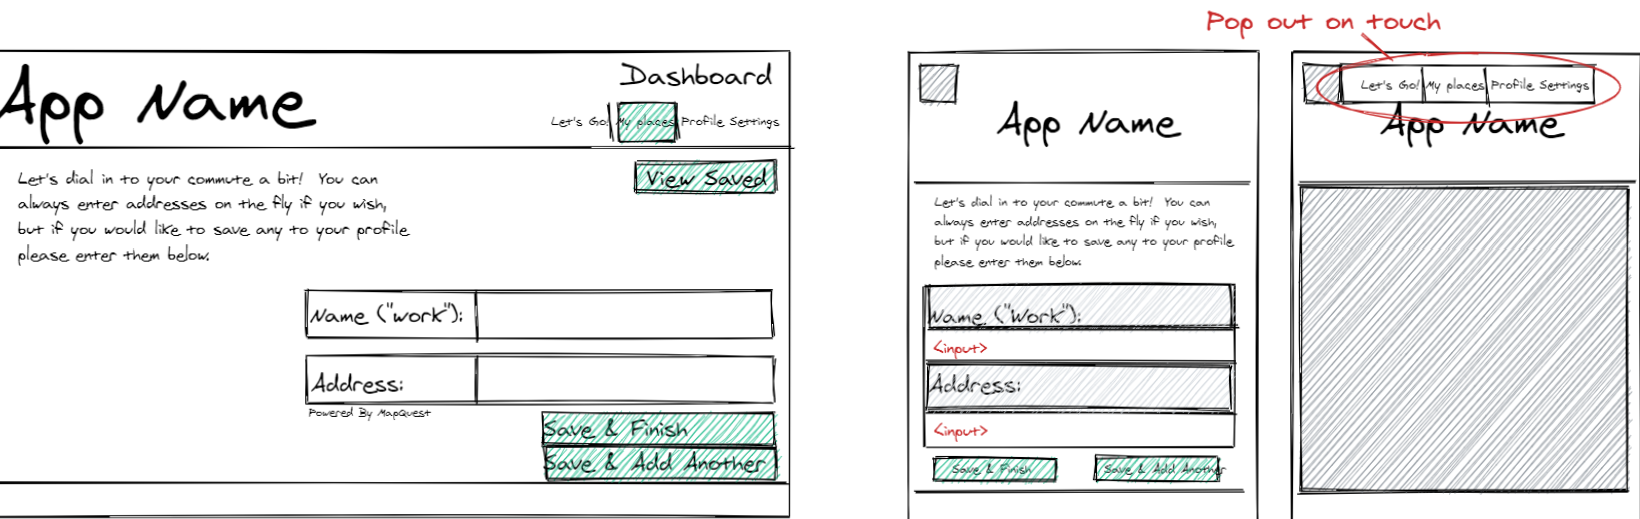 App Name
Dashboard
Let's Go! My places Profile Settings
View Saved
Let's dial in to your commute a bit! You can
always enter addresses on the fly if you wish,
but if you would like to save any to your profile
please enter them below.
Name ("work"):
Address:
Powered By MapQuest
Save & Finish
Save & Add Another
App Name
Let's dial in to your commute a bit! You can
always enter addresses on the fly if you wish,
but if you would like to save any to your profile
please enter them below.
Name ("Work"):
<input>
Address:
<input>
Save & Finish Save & Add Another
Pop out on touch
Let's Go! My places Profile Settings
App Name